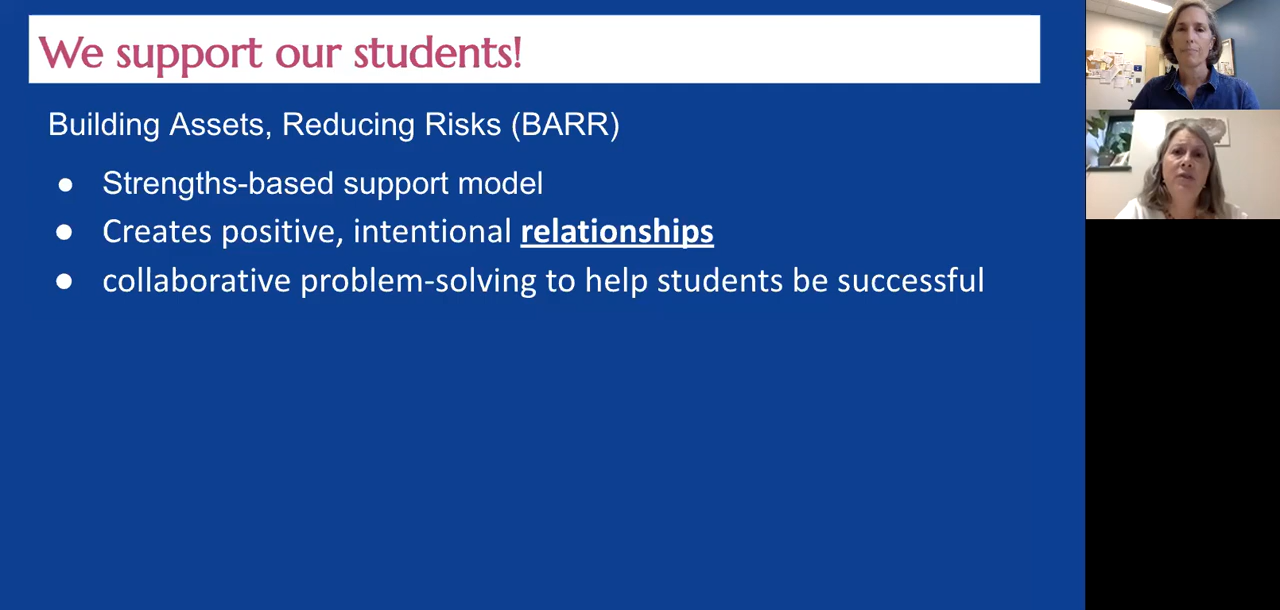 We support our students!
Building Assets, Reducing Risks (BARR)
● Strengths-based support model
● Creates positive, intentional relationships
● collaborative problem-solving to help students be successful